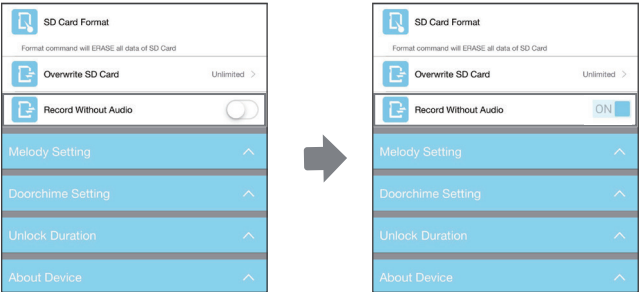 SD Card Format
Format command will ERASE all data of SD Card
Overwrite SD Card Unlimited
Record Without Audio
Melody Setting
Doorchime Setting
Unlock Duration
About Device
SD Card Format
Format command will ERASE all data of SD Card
Overwrite SD Card Unlimited
Record Without Audio ON
Melody Setting
Doorchime Setting
Unlock Duration
About Device